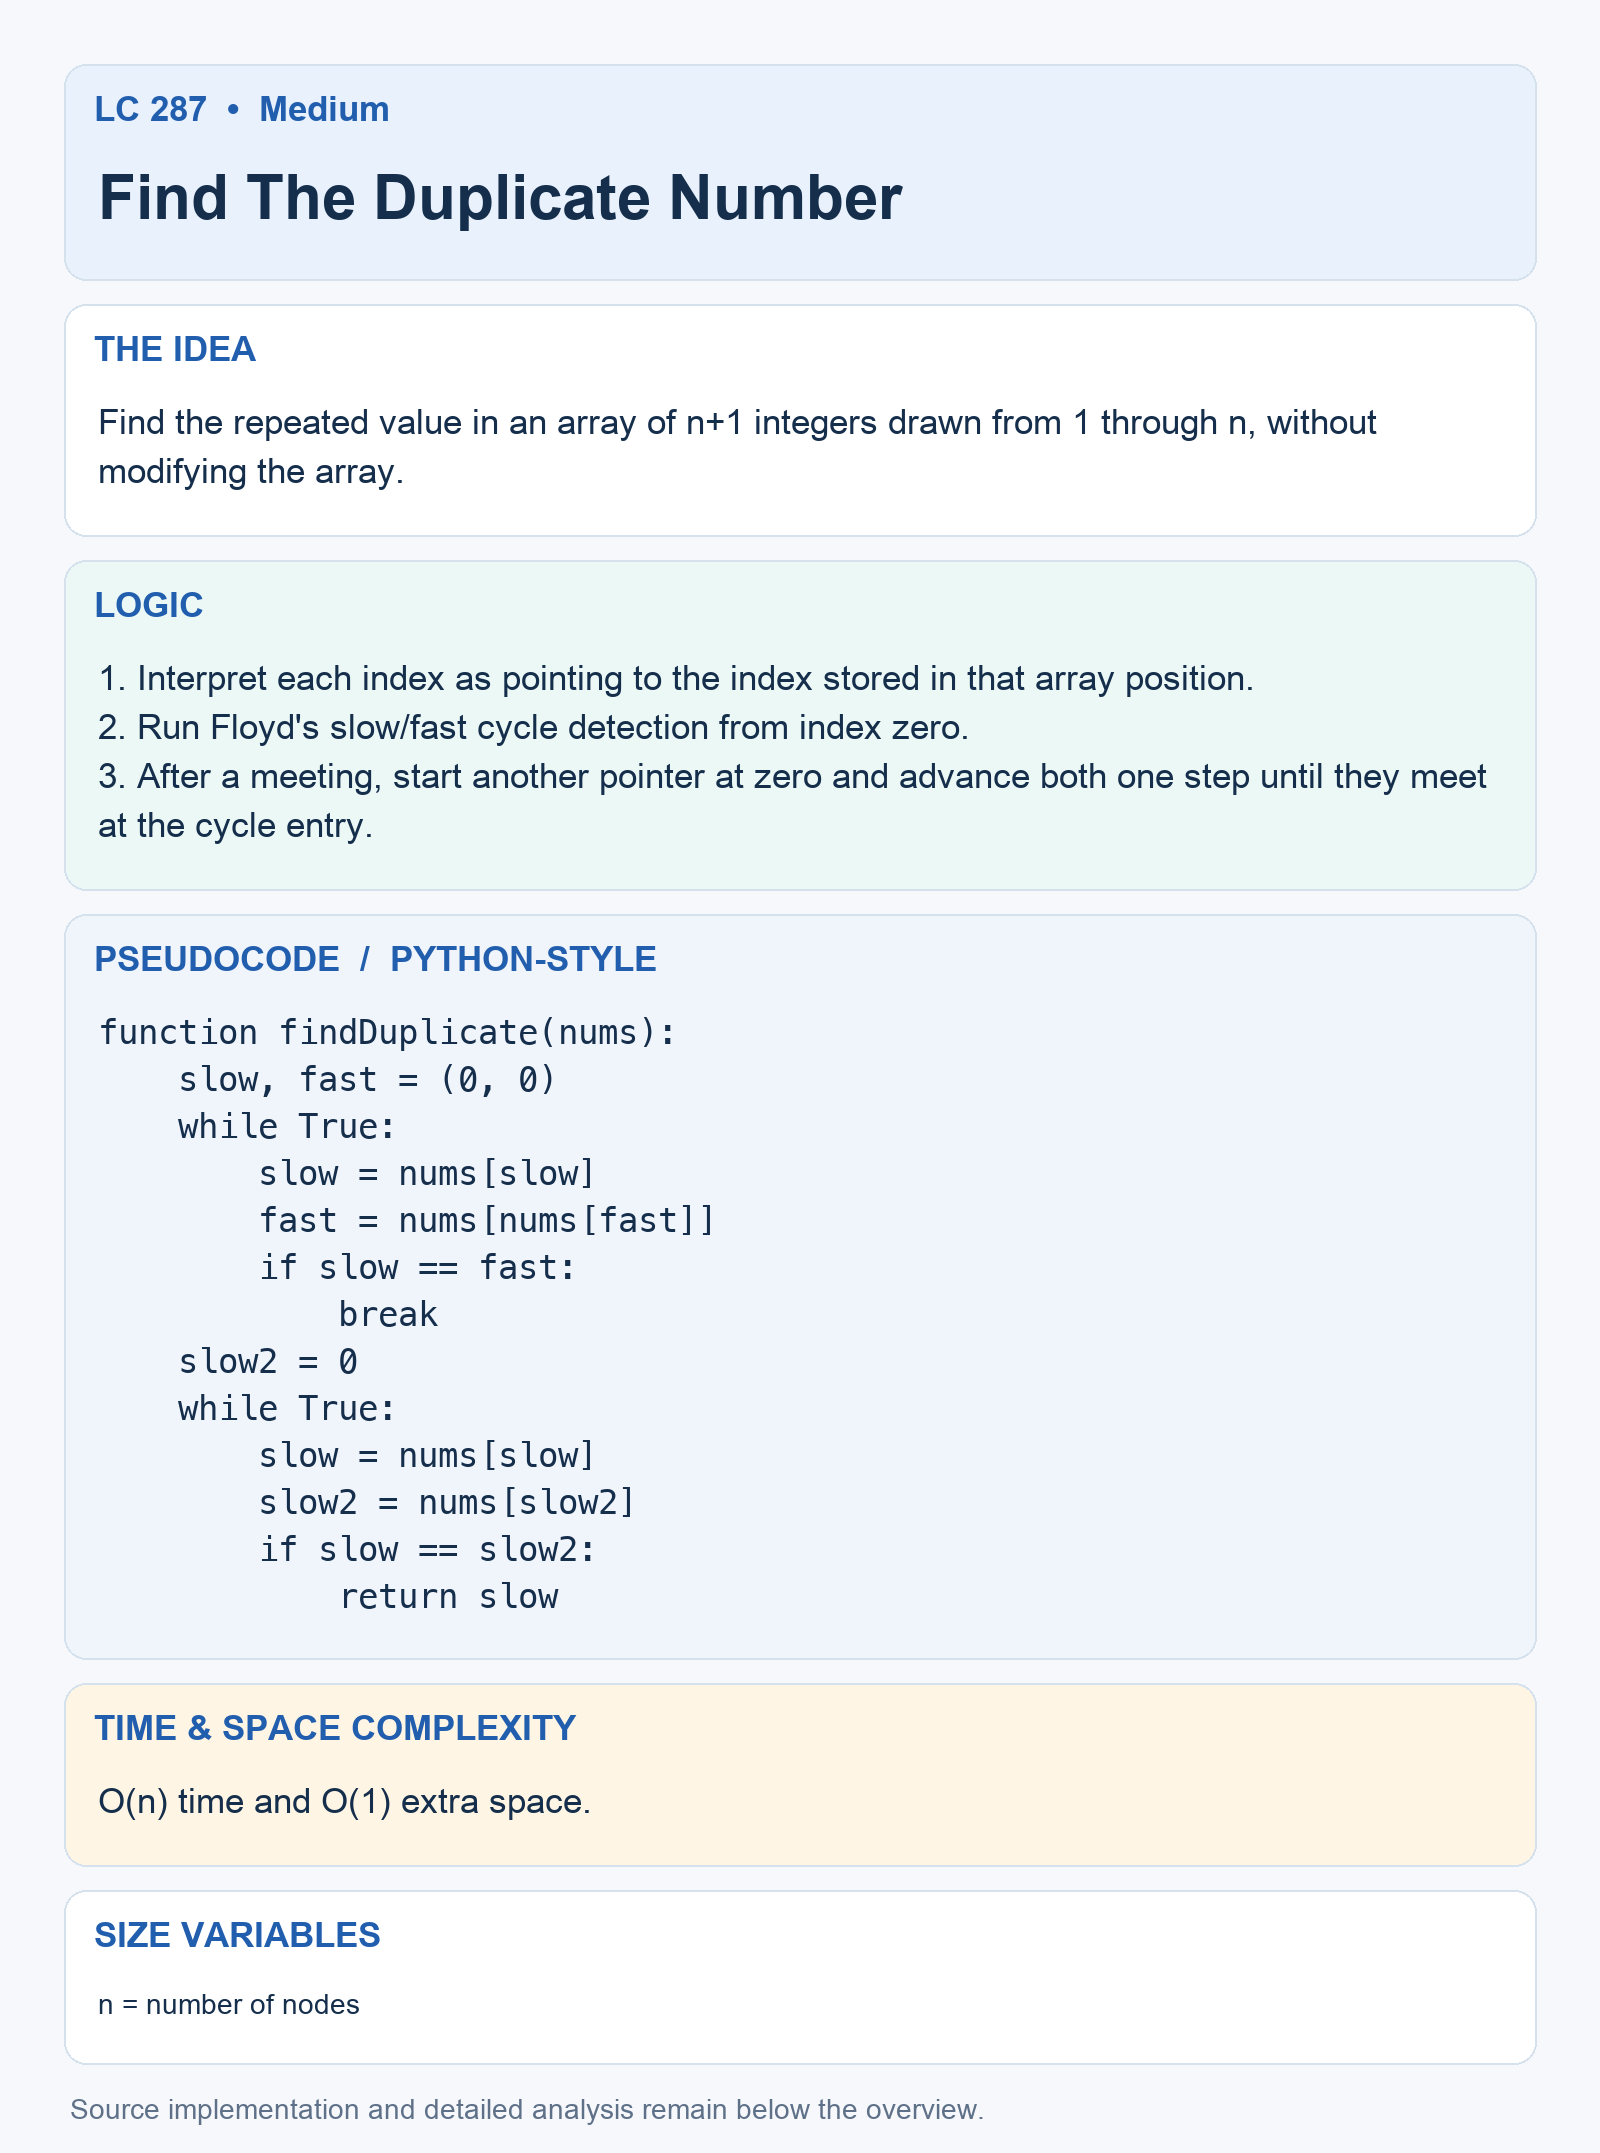 LC 287 • Medium
Find The Duplicate Number
THE IDEA
Find the repeated value in an array of n+1 integers drawn from 1 through n, without
modifying the array.
LOGIC
1. Interpret each index as pointing to the index stored in that array position.
2. Run Floyd's slow/fast cycle detection from index zero.
3. After a meeting, start another pointer at zero and advance both one step until they meet
at the cycle entry.
PSEUDOCODE / PYTHON-STYLE
function findDuplicate(nums):
    slow, fast = (0, 0)
    while True:
        slow = nums[slow]
        fast = nums[nums[fast]]
        if slow == fast:
            break
    slow2 = 0
    while True:
        slow = nums[slow]
        slow2 = nums[slow2]
        if slow == slow2:
            return slow
TIME & SPACE COMPLEXITY
O(n) time and O(1) extra space.
SIZE VARIABLES
n = number of nodes
Source implementation and detailed analysis remain below the overview.